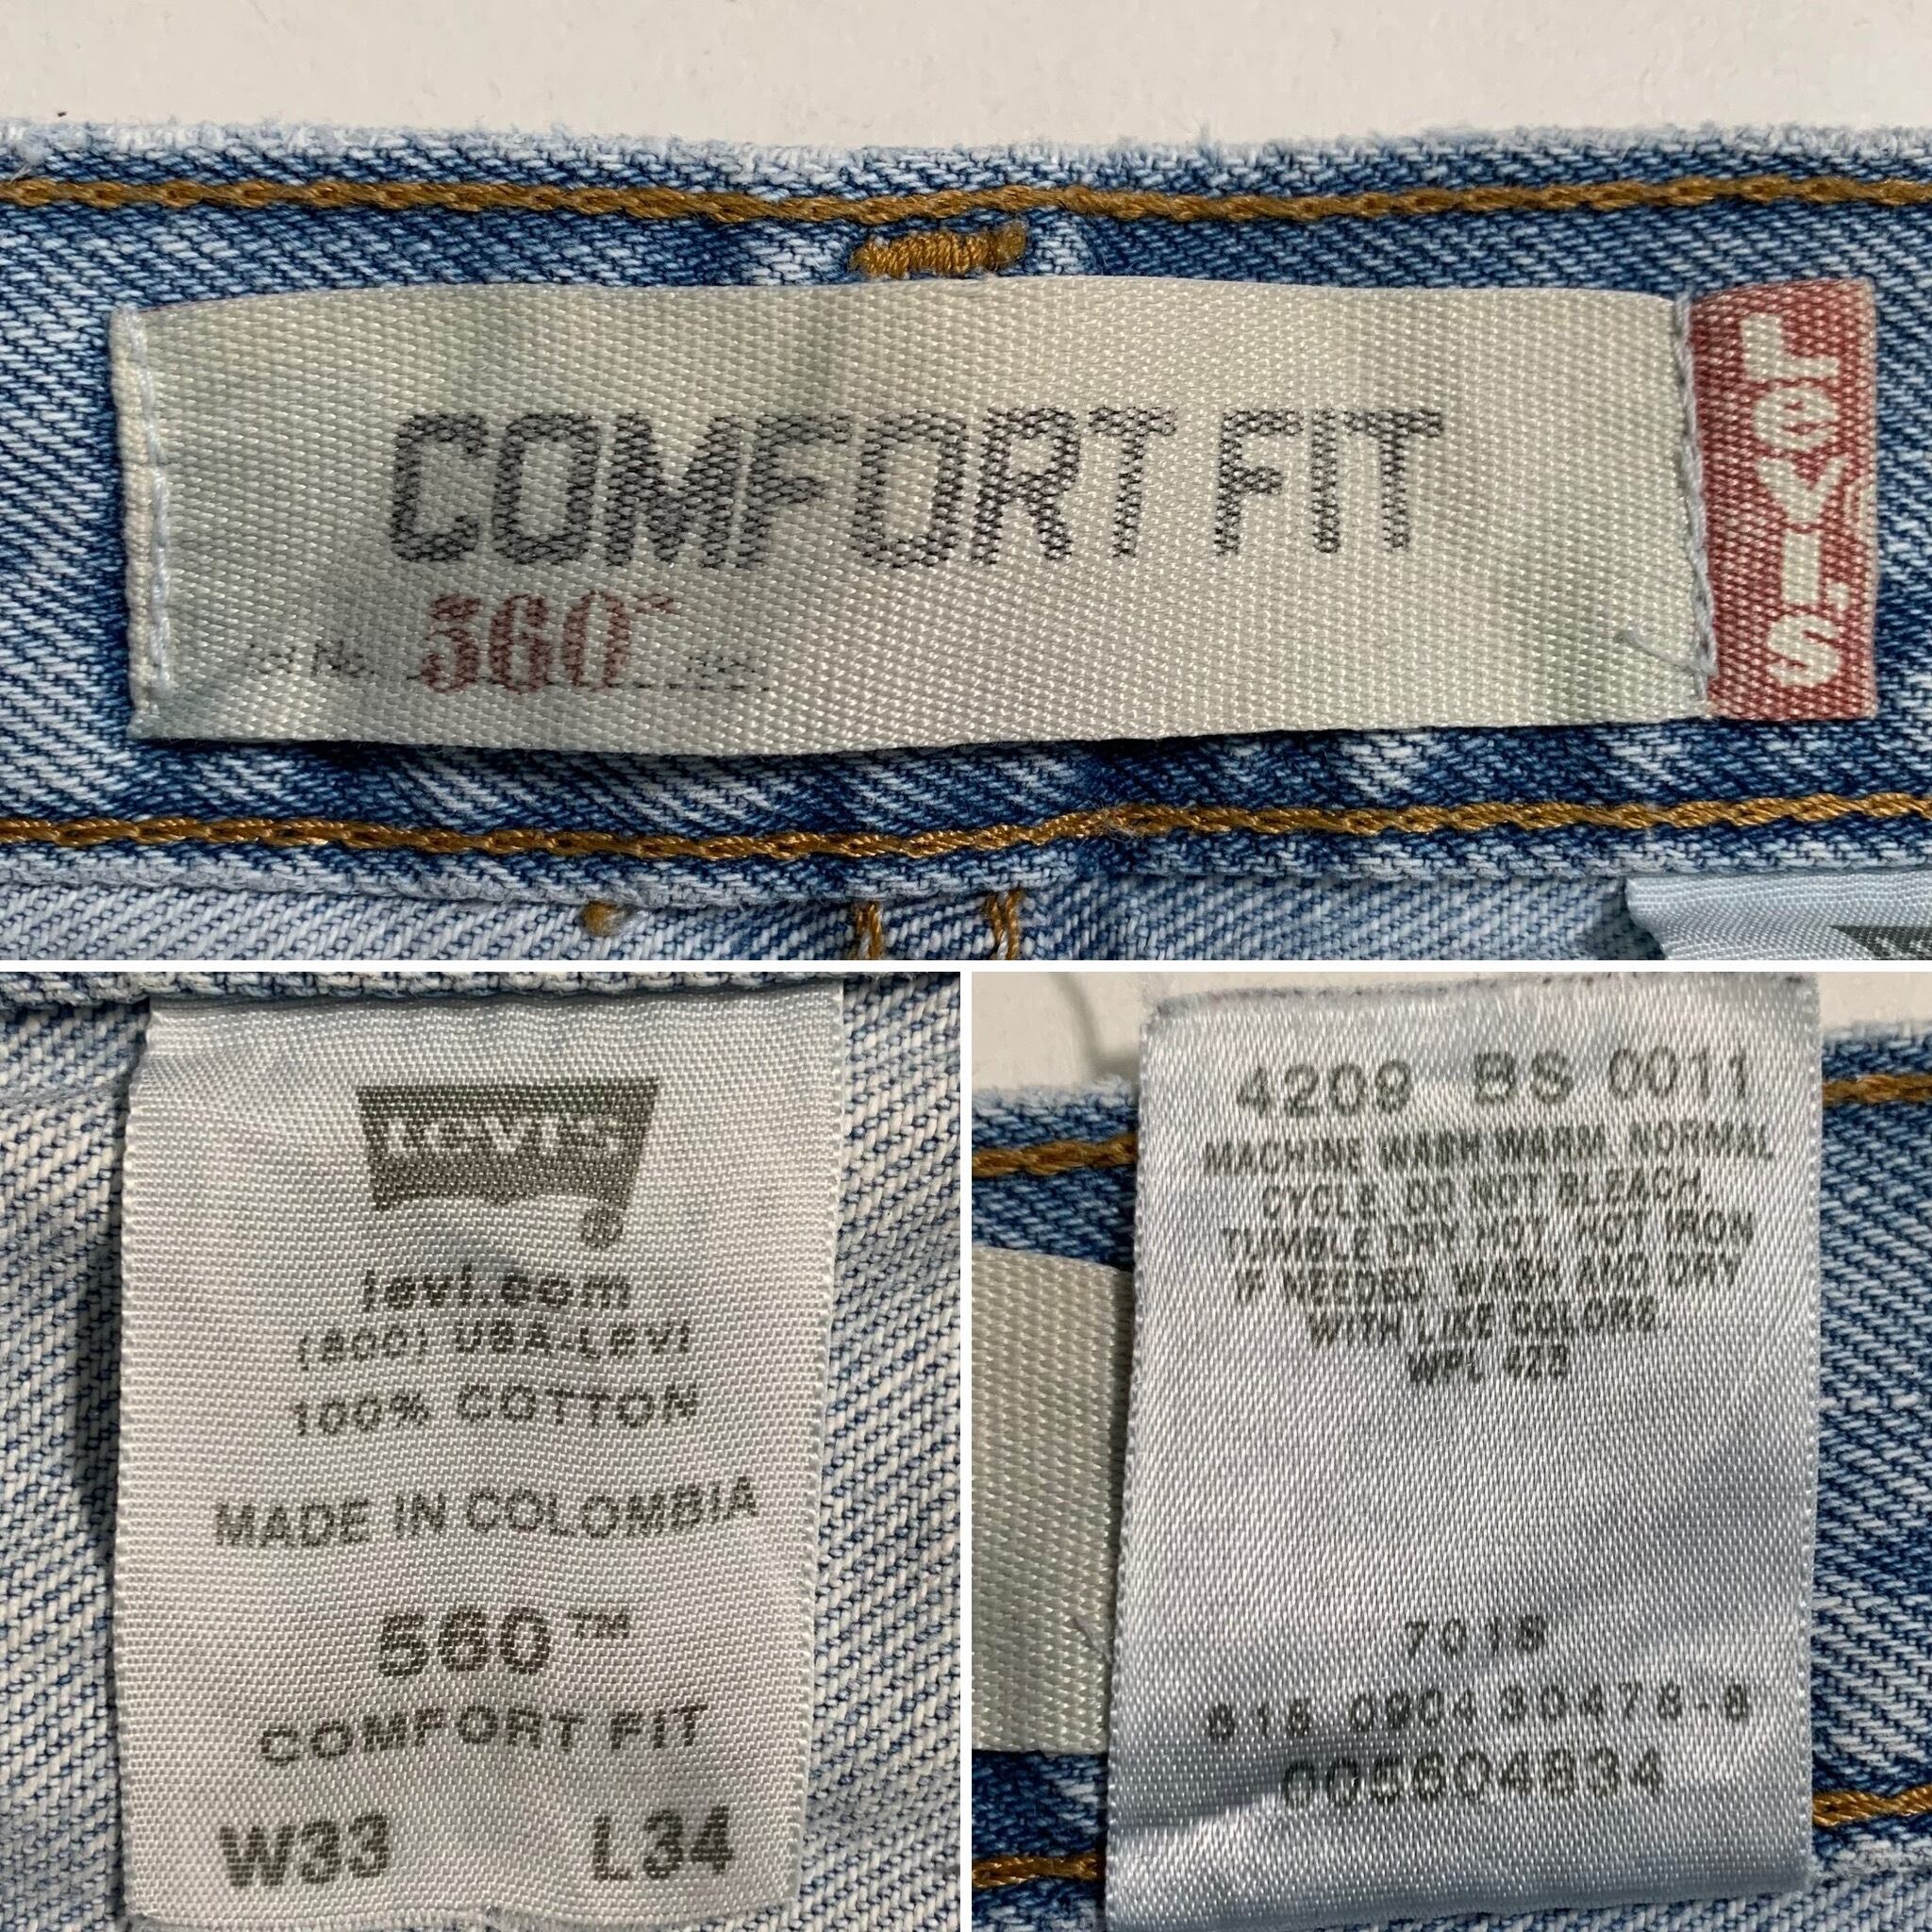 COMFORT FIT
LEVI'S
560™
Levi's
®
levi.com
(800) USA-LEVI
100% COTTON
MADE IN COLOMBIA
560™
COMFORT FIT
W33 L34
4209 BS 0011
MACHINE WASH WARM, NORMAL
CYCLE. DO NOT BLEACH.
TUMBLE DRY HOT. HOT IRON
IF NEEDED. WASH AND DRY
WITH LIKE COLORS
WPL 423
005604834